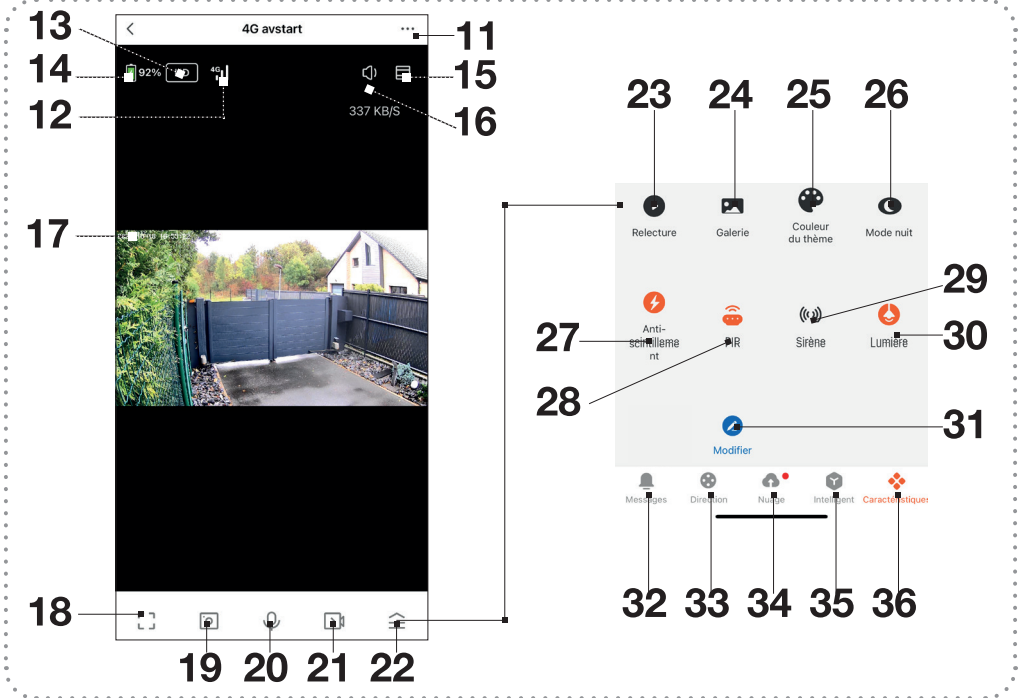 13
4G avstart
11
14
92%
4G
15
12
337 KB/S
16
17
18
19 20 21 22
23 24 25 26
Relecture
Galerie
Couleur
du thème
Mode nuit
29
27
Anti-
scintilleme
nt
PIR
Sirène
Lumière
30
28
31
Modifier
Messages
Direction
Nuage
Inteligent
Caractéristiques
32 33 34 35 36